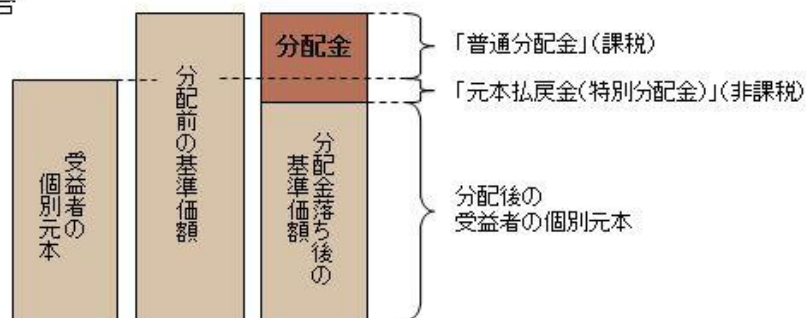 分配金
「普通分配金」(課税)
「元本払戻金(特別分配金)」(非課税)
受益者の
個別元本
分配前の基準価額
分配金落ち後の
基準価額
分配後の
受益者の個別元本